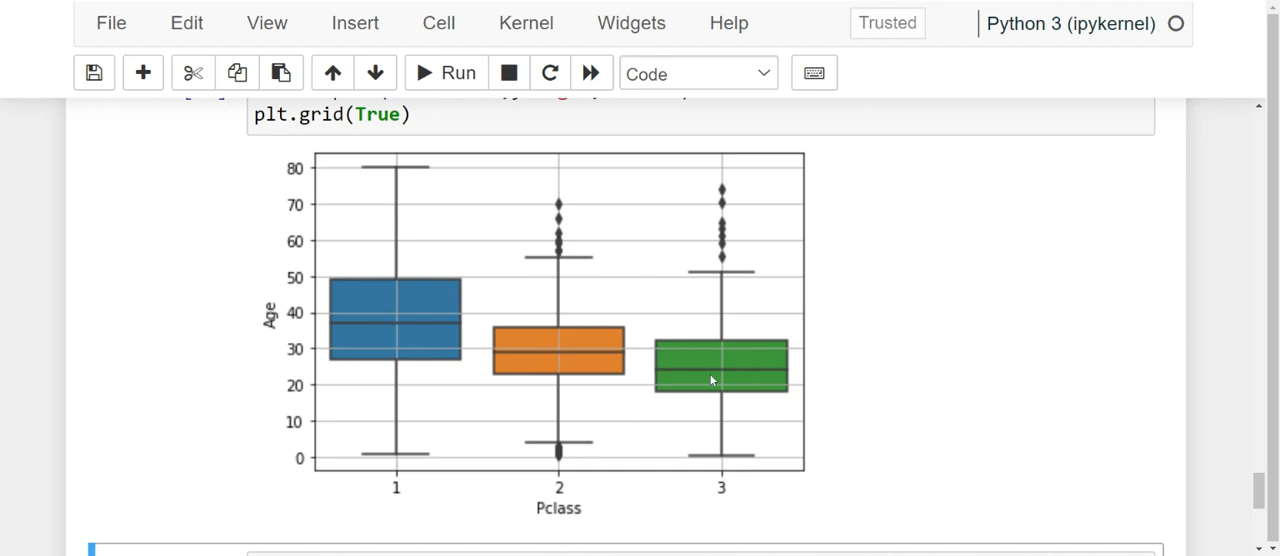 File Edit View Insert Cell Kernel Widgets Help Trusted Python 3 (ipykernel)
Run Code
plt.grid(True)
80
70
60
50
40
30
20
10
0
Age
1 2 3
Pclass